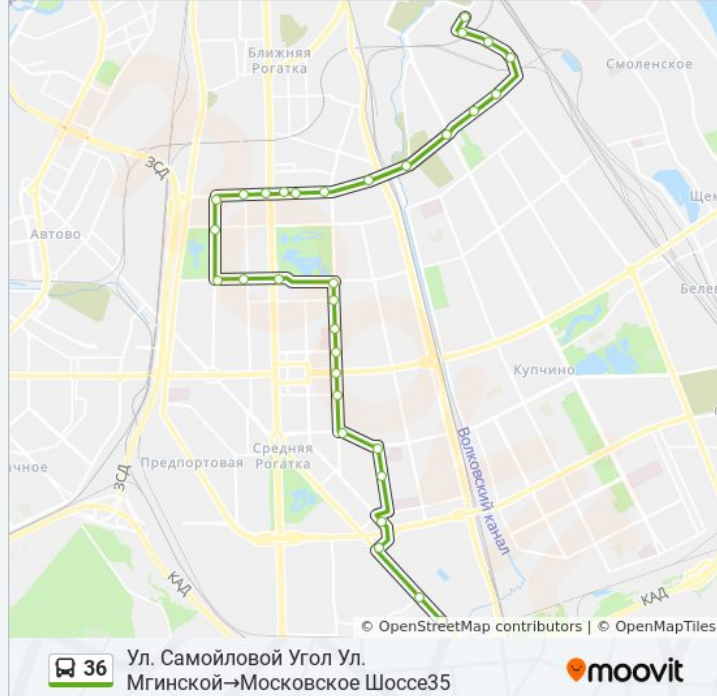 Ближняя
Рогатка
Смоленское
ЗСД
Щем
Автово
Белев
Купчино
Средняя
Рогатка
ачное
Предпортовая
ЗСД
Волковский канал
КАД
КАД
© OpenStreetMap contributors | © OpenMapTiles
36
Ул. Самойловой Угол Ул.
Мгинской→Московское Шоссе35
moovit